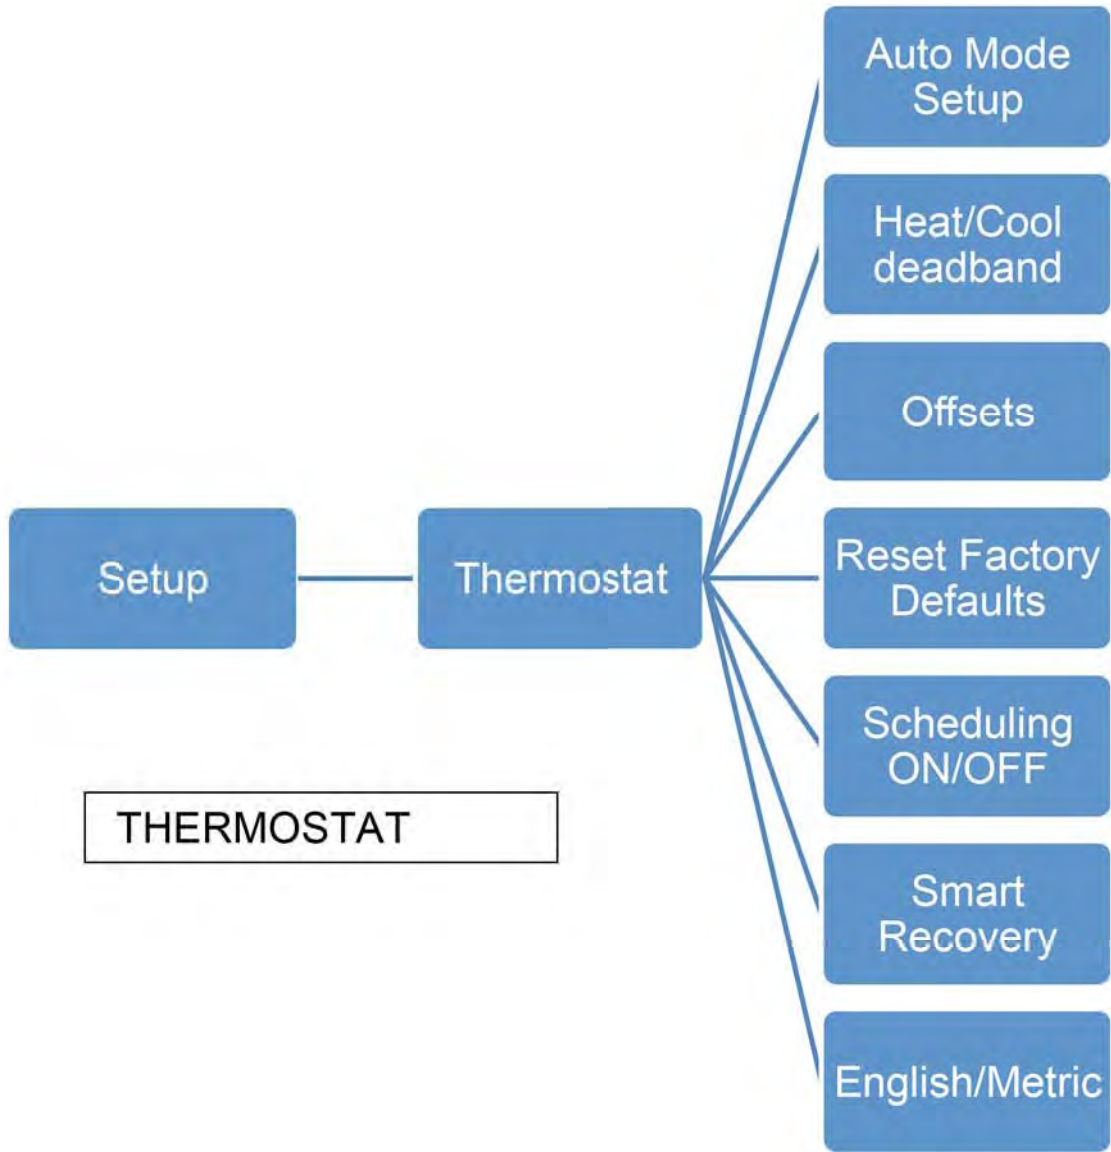 Auto Mode
Setup
Heat/Cool
deadband
Offsets
Setup
Thermostat
Reset Factory
Defaults
Scheduling
ON/OFF
THERMOSTAT
Smart
Recovery
English/Metric